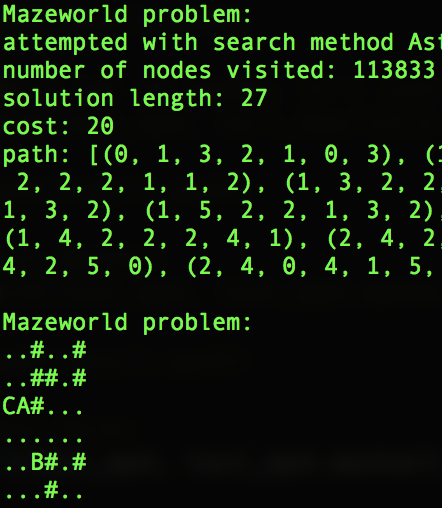 Mazeworld problem:
attempted with search method Ast
number of nodes visited: 113833
solution length: 27
cost: 20
path: [(0, 1, 3, 2, 1, 0, 3), (1
2, 2, 2, 1, 1, 2), (1, 3, 2, 2,
1, 3, 2), (1, 5, 2, 2, 1, 3, 2),
(1, 4, 2, 2, 2, 4, 1), (2, 4, 2,
4, 2, 5, 0), (2, 4, 0, 4, 1, 5,
Mazeworld problem:
..#..#
..##.#
CA#...
......
..B#.#
...#..